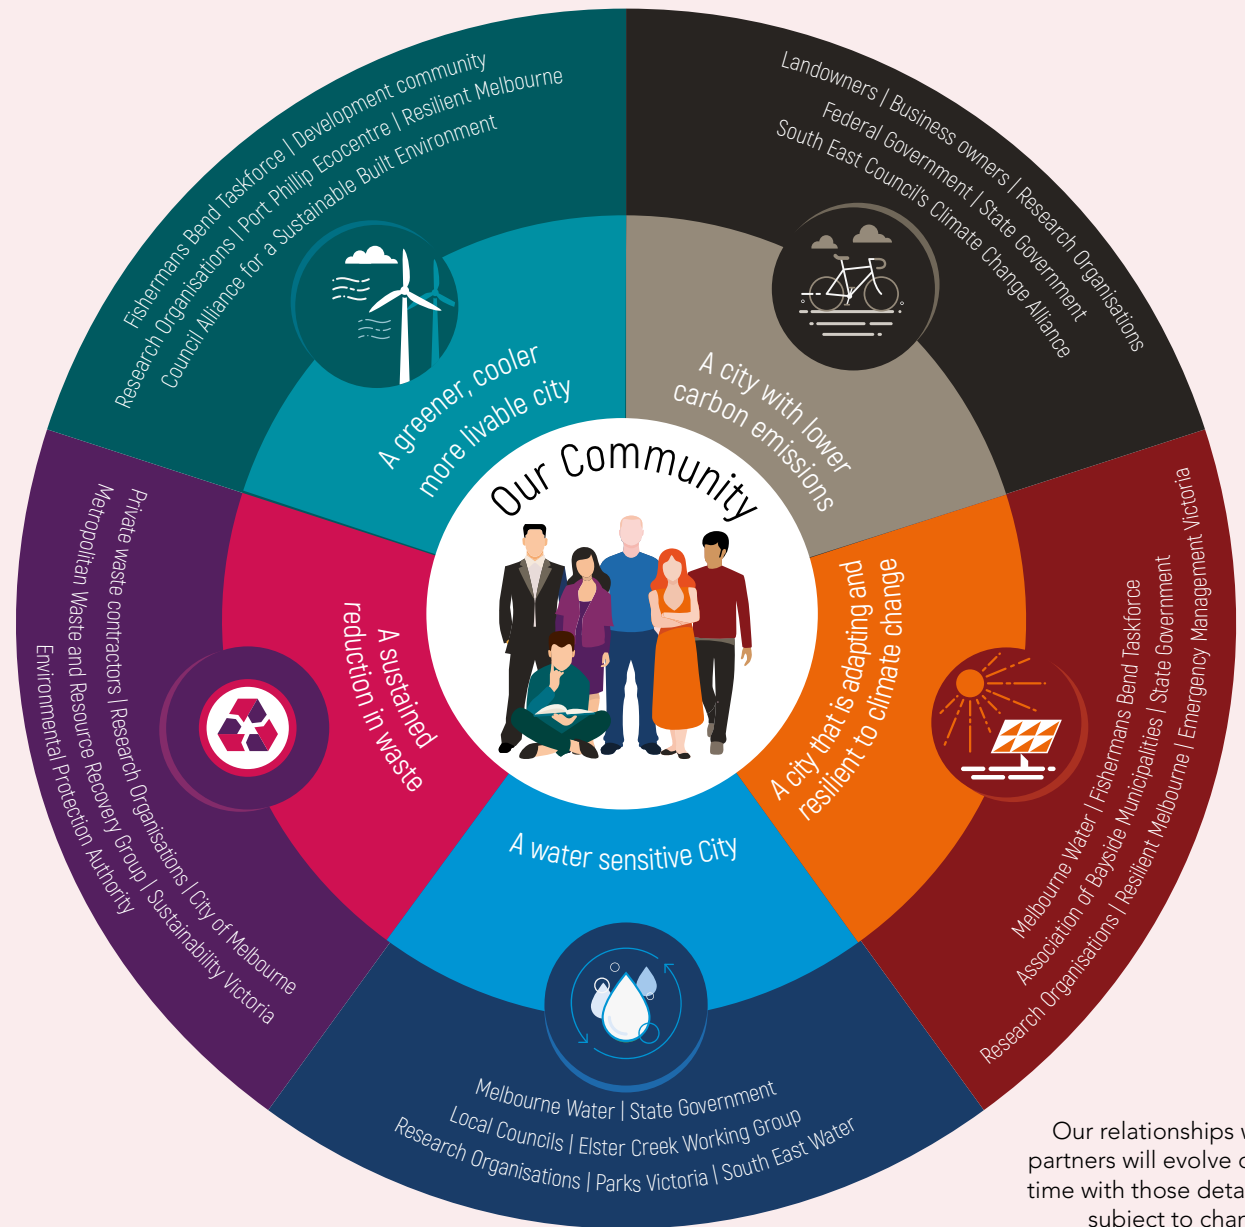 Fishermans Bend Taskforce | Development community
Research Organisations | Port Phillip Ecocentre | Resilient Melbourne
Council Alliance for a Sustainable Built Environment
A greener, cooler
more livable city
Landowners | Business owners | Research Organisations
Federal Government | State Government
South East Council's Climate Change Alliance
A city with lower
carbon emissions
Our Community
A city that is adapting and
resilient to climate change
Melbourne Water | Fishermans Bend Taskforce
Association of Bayside Municipalities | State Government
Research Organisations | Resilient Melbourne | Emergency Management Victoria
A sustained
reduction in waste
Private waste contractors | Research Organisations | City of Melbourne
Metropolitan Waste and Resource Recovery Group | Sustainability Victoria
Environmental Protection Authority
A water sensitive City
Melbourne Water | State Government
Local Councils | Elster Creek Working Group
Research Organisations | Parks Victoria | South East Water
Our relationships
partners will evolve
time with those
subject to